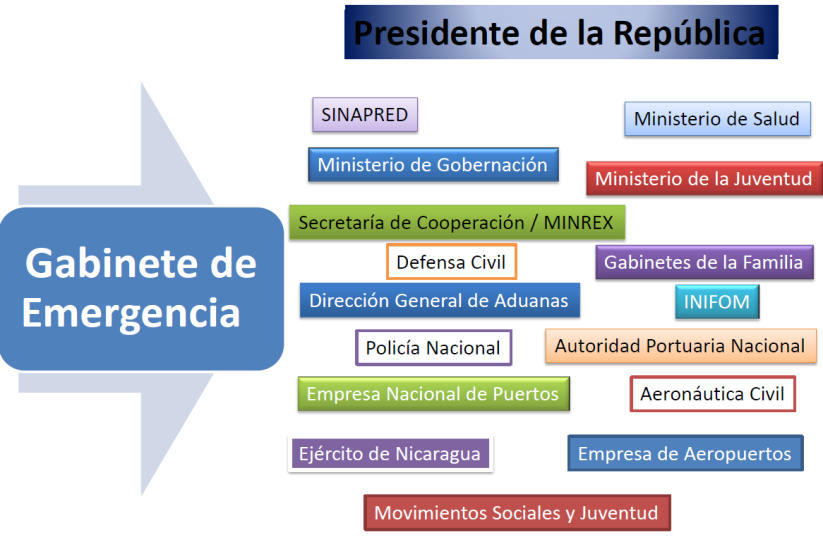 Presidente de la República
SINAPRED
Ministerio de Salud
Ministerio de Gobernación
Ministerio de la Juventud
Secretaría de Cooperación / MINREX
Gabinete de
Emergencia
Defensa Civil
Gabinetes de la Familia
Dirección General de Aduanas
INIFOM
Policía Nacional
Autoridad Portuaria Nacional
Empresa Nacional de Puertos
Aeronáutica Civil
Ejército de Nicaragua
Empresa de Aeropuertos
Movimientos Sociales y Juventud